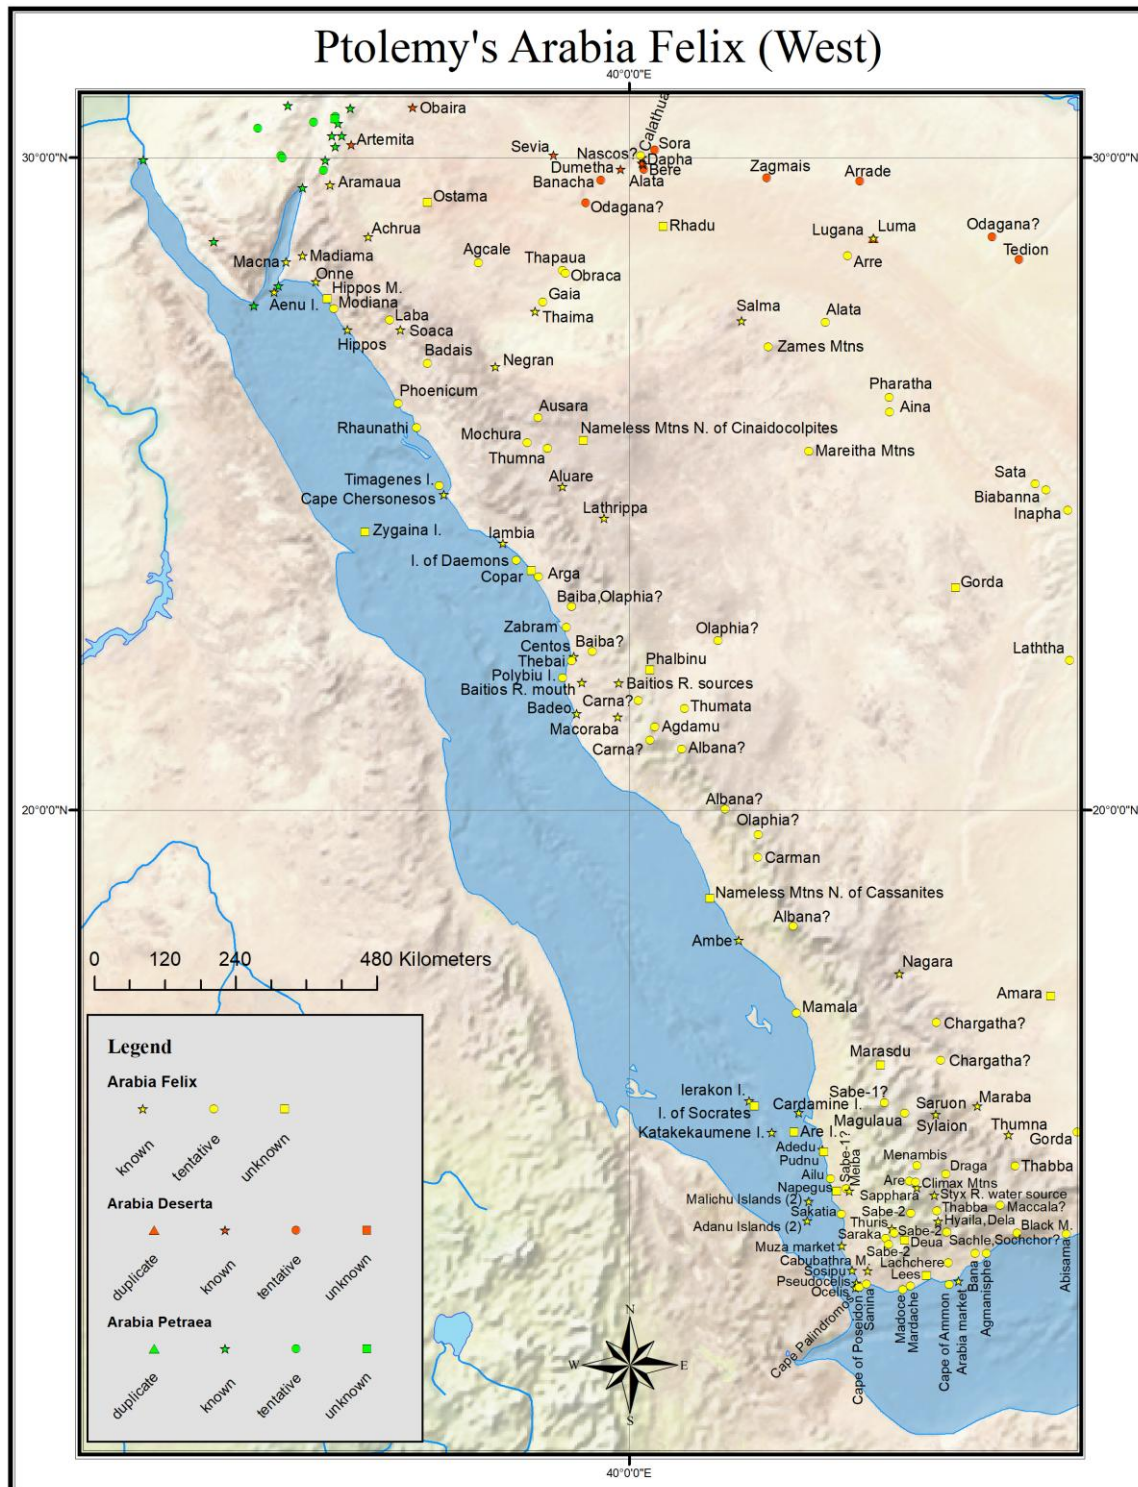 Ptolemy's Arabia Felix (West)
40°0'0"E
Obaira
Calathua
Artemita
Sora
Sevia
Nascos?
Dapha
30°0'0"N
30°0'0"N
Dumetha
Bere
Zagmais
Banacha
Alata
Arrade
Aramaua
Ostama
Odagana?
Rhadu
Luma
Odagana?
Achrua
Lugana
Tedion
Madiama
Agcale
Thapaua
Arre
Macna
Obraca
Onne
Hippos M.
Gaia
Aenu I.
Modiana
Thaima
Salma
Alata
Laba
Soaca
Hippos
Zames Mtns
Badais
Negran
Pharatha
Phoenicum
Aina
Ausara
Rhaunathi
Nameless Mtns N. of Cinaidocolpites
Mochura
Thumna
Mareitha Mtns
Timagenes I.
Aluare
Sata
Cape Chersonesos
Biabanna
Lathrippa
Inapha
Zygaina I.
Iambia
I. of Daemons
Copar
Arga
Gorda
Baiba,Olaphia?
Zabram
Olaphia?
Centos
Baiba?
Laththa
Thebai
Phalbinu
Polybiu I.
Baitios R. mouth
Baitios R. sources
Carna?
Badeo
Thumata
Macoraba
Agdamu
Carna?
Albana?
20°0'0"N
20°0'0"N
Albana?
Olaphia?
Carman
Nameless Mtns N. of Cassanites
Albana?
Ambe
0 120 240 480 Kilometers
Nagara
Amara
Mamala
Chargatha?
Marasdu
Chargatha?
Ierakon I.
Sabe-1?
Maraba
I. of Socrates
Cardamine I.
Saruon
Magulaua
Sylaion
Thumna
Katakekaumene I.
Are I.
Gorda
Adedu
Sabe-1?
Pudnu
Meiba
Menambis
Ailu
Draga
Thabba
Napegus
Are
Climax Mtns
Malichu Islands (2)
Sapphara
Styx R. water source
Sakatia
Sabe-2
Thabba
Maccala?
Adanu Islands (2)
Thuris
Hyaila,Dela
Saraka
Sabe-2
Black M.
Muza market
Deua
Sachle,Sochchor?
Sabe-2
Cabubathra M.
Lachchere
Sosipu
Lees
Bana
Agmanisphe
Abisama
Pseudocelis
Ocelis
Cape Palindromos
Cape of Poseidon
Sanina
Madoce
Mardache
Cape of Ammon
Arabia market
Legend
Arabia Felix
known
tentative
unknown
Arabia Deserta
duplicate
known
tentative
unknown
Arabia Petraea
duplicate
known
tentative
unknown
N
W
E
S
40°0'0"E